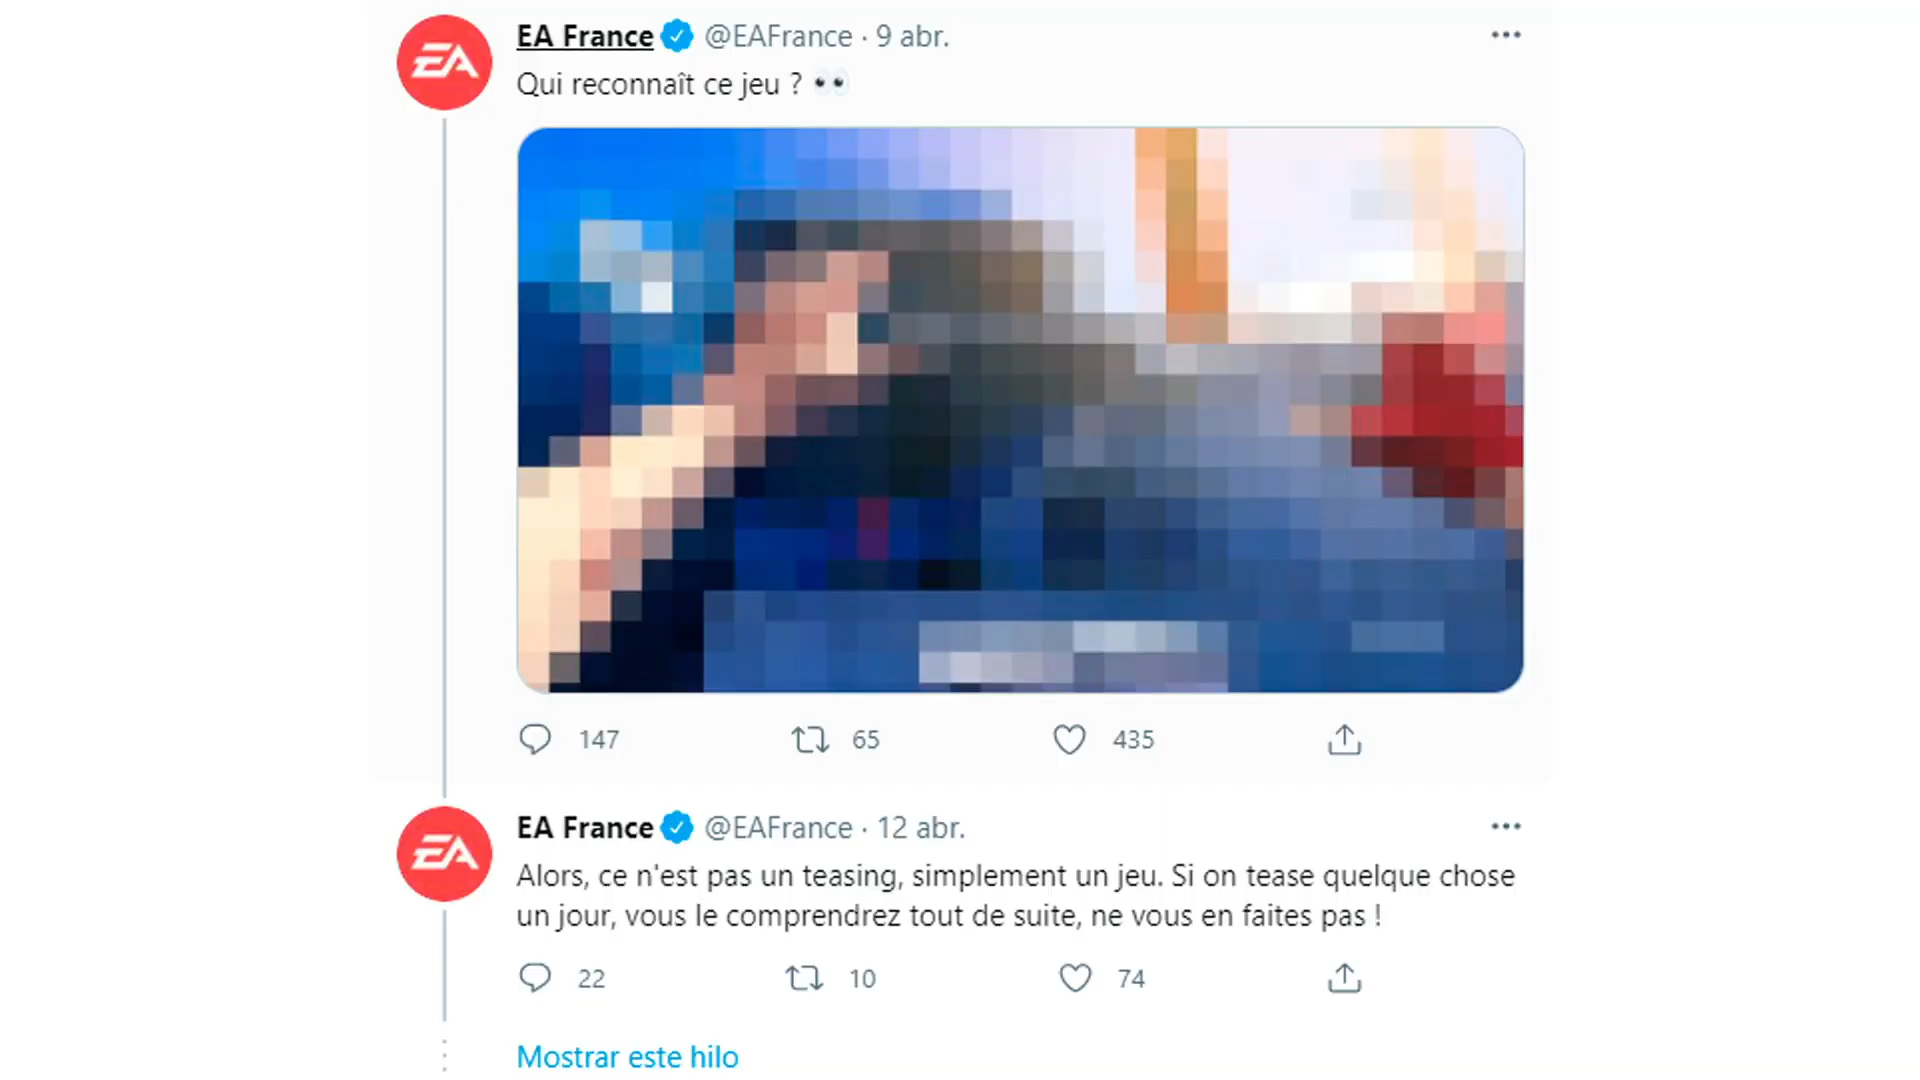 EA France @EAFrance · 9 abr.
Qui reconnaît ce jeu ? 👀
147 65 435
EA France @EAFrance · 12 abr.
Alors, ce n'est pas un teasing, simplement un jeu. Si on tease quelque chose
un jour, vous le comprendrez tout de suite, ne vous en faites pas !
22 10 74
Mostrar este hilo